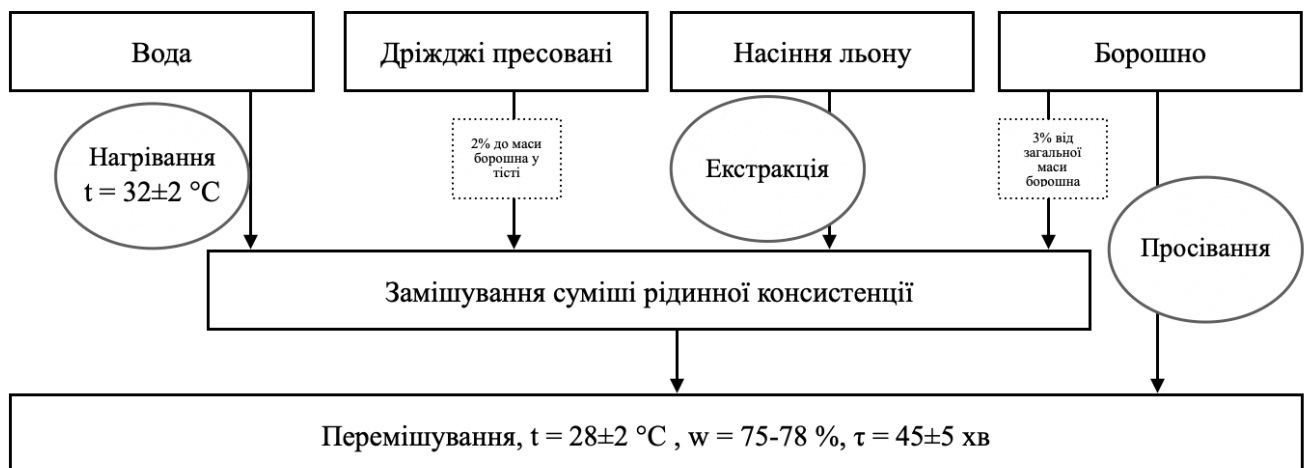 Вода
Дріжджі пресовані
Насіння льону
Борошно
Нагрівання
t = 32±2 °C
2% до маси
борошна у
тісті
Екстракція
3% від
загальної
маси
борошна
Просівання
Замішування суміші рідинної консистенції
Перемішування, t = 28±2 °C , w = 75-78 %, τ = 45±5 хв